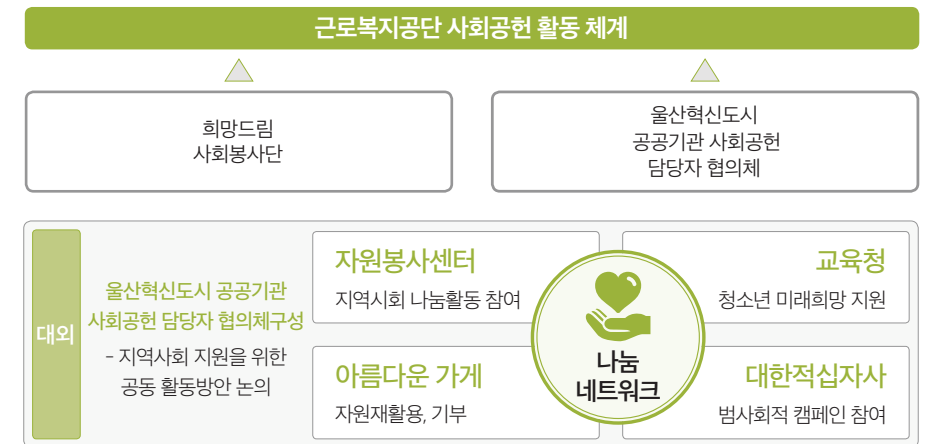 근로복지공단 사회공헌 활동 체계
희망드림
사회봉사단
울산혁신도시
공공기관 사회공헌
담당자 협의체
대외
울산혁신도시 공공기관
사회공헌 담당자 협의체구성
- 지역사회 지원을 위한
공동 활동방안 논의
자원봉사센터
지역시회 나눔활동 참여
교육청
청소년 미래희망 지원
아름다운 가게
자원재활용, 기부
나눔
네트워크
대한적십자사
범사회적 캠페인 참여